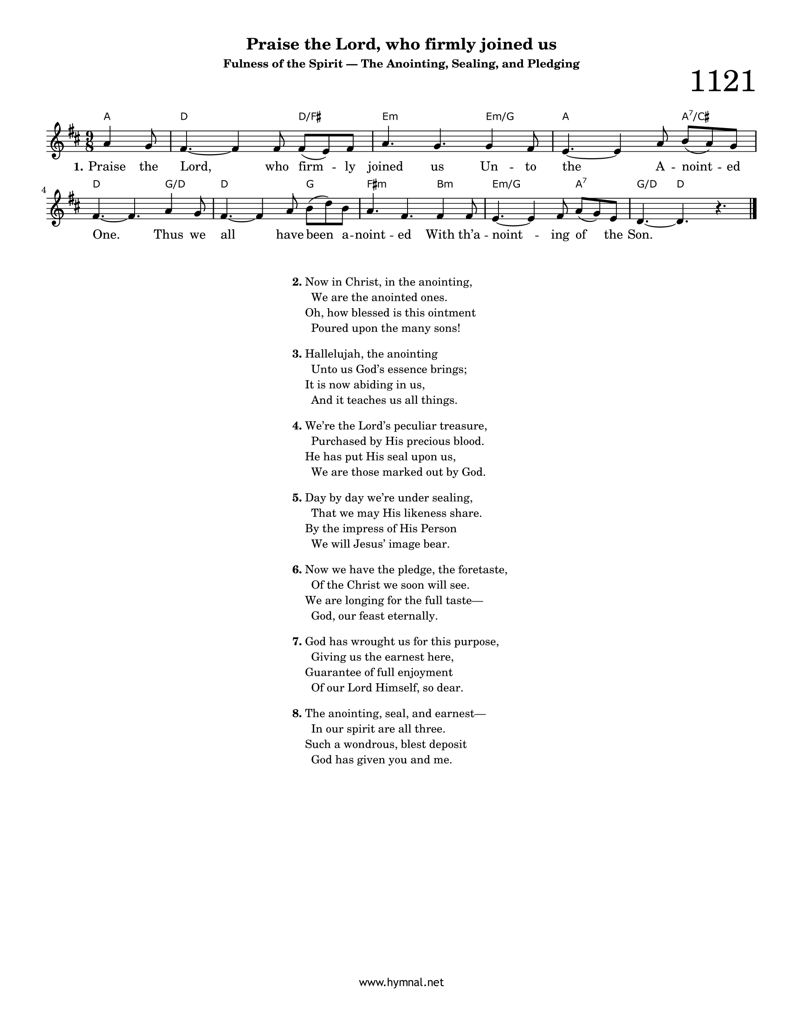 Praise the Lord, who firmly joined us
Fulness of the Spirit — The Anointing, Sealing, and Pledging
1121
A D D/F♯ Em Em/G A A7/C♯
9
8
1. Praise the Lord, who firm - ly joined us Un - to the A - noint - ed
4
D G/D D G F♯m Bm Em/G A7 G/D D
One. Thus we all have been a-noint - ed With th'a - noint - ing of the Son.
2. Now in Christ, in the anointing,
We are the anointed ones.
Oh, how blessed is this ointment
Poured upon the many sons!
3. Hallelujah, the anointing
Unto us God's essence brings;
It is now abiding in us,
And it teaches us all things.
4. We're the Lord's peculiar treasure,
Purchased by His precious blood.
He has put His seal upon us,
We are those marked out by God.
5. Day by day we're under sealing,
That we may His likeness share.
By the impress of His Person
We will Jesus' image bear.
6. Now we have the pledge, the foretaste,
Of the Christ we soon will see.
We are longing for the full taste—
God, our feast eternally.
7. God has wrought us for this purpose,
Giving us the earnest here,
Guarantee of full enjoyment
Of our Lord Himself, so dear.
8. The anointing, seal, and earnest—
In our spirit are all three.
Such a wondrous, blest deposit
God has given you and me.
www.hymnal.net